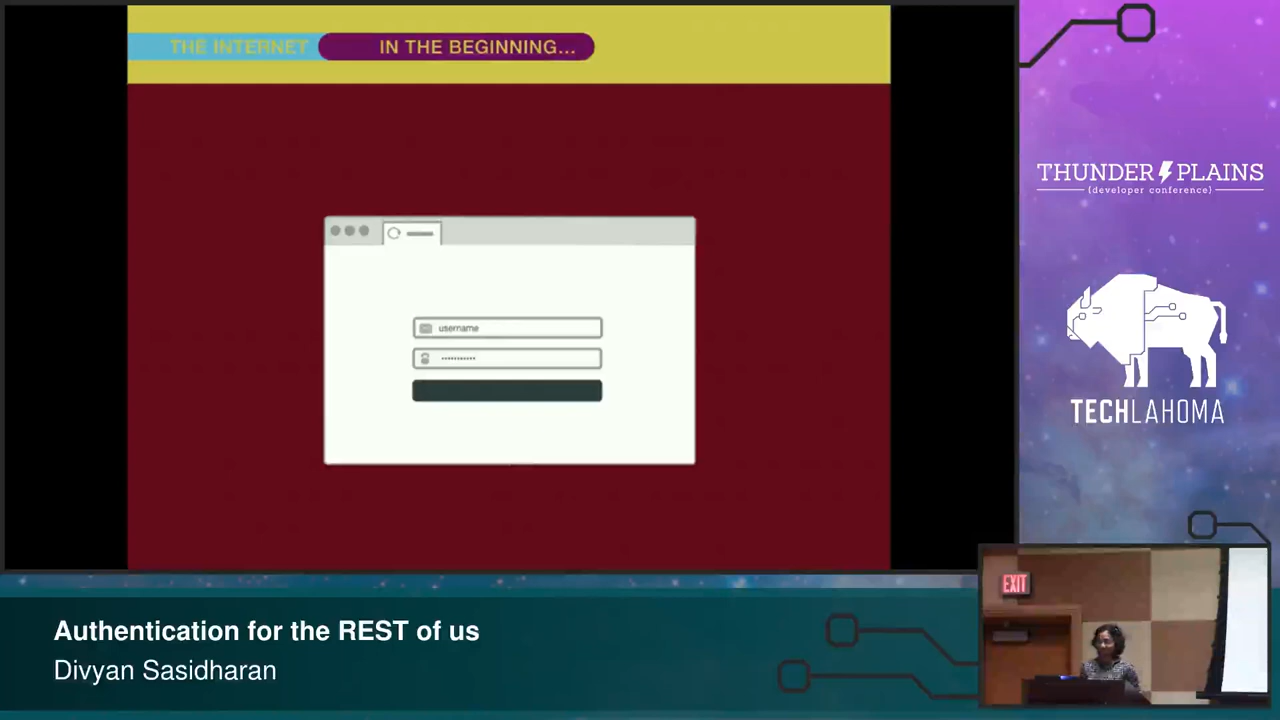 THE INTERNET
IN THE BEGINNING...
username
THUNDER PLAINS
{developer conference}
TECHLAHOMA
EXIT
Authentication for the REST of us
Divyan Sasidharan